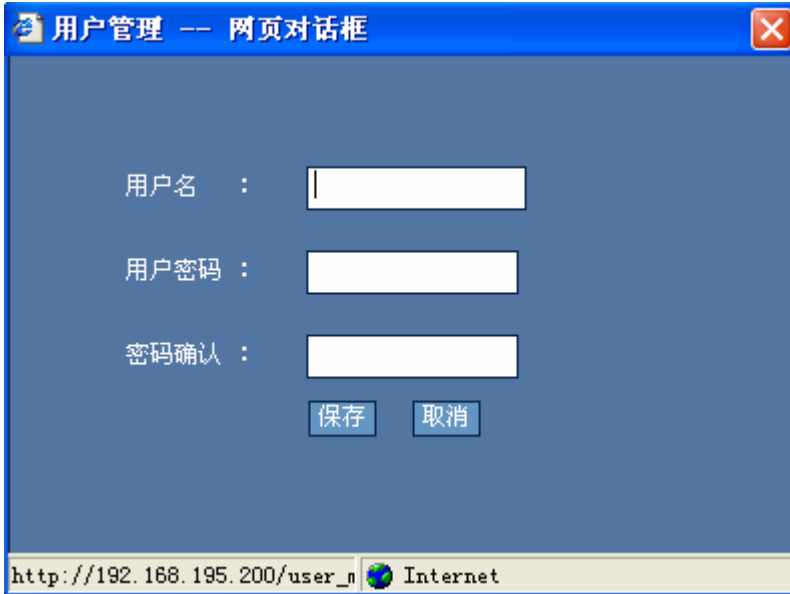 用户管理 -- 网页对话框
用户名 :
用户密码 :
密码确认 :
保存 取消
http://192.168.195.200/user_m Internet